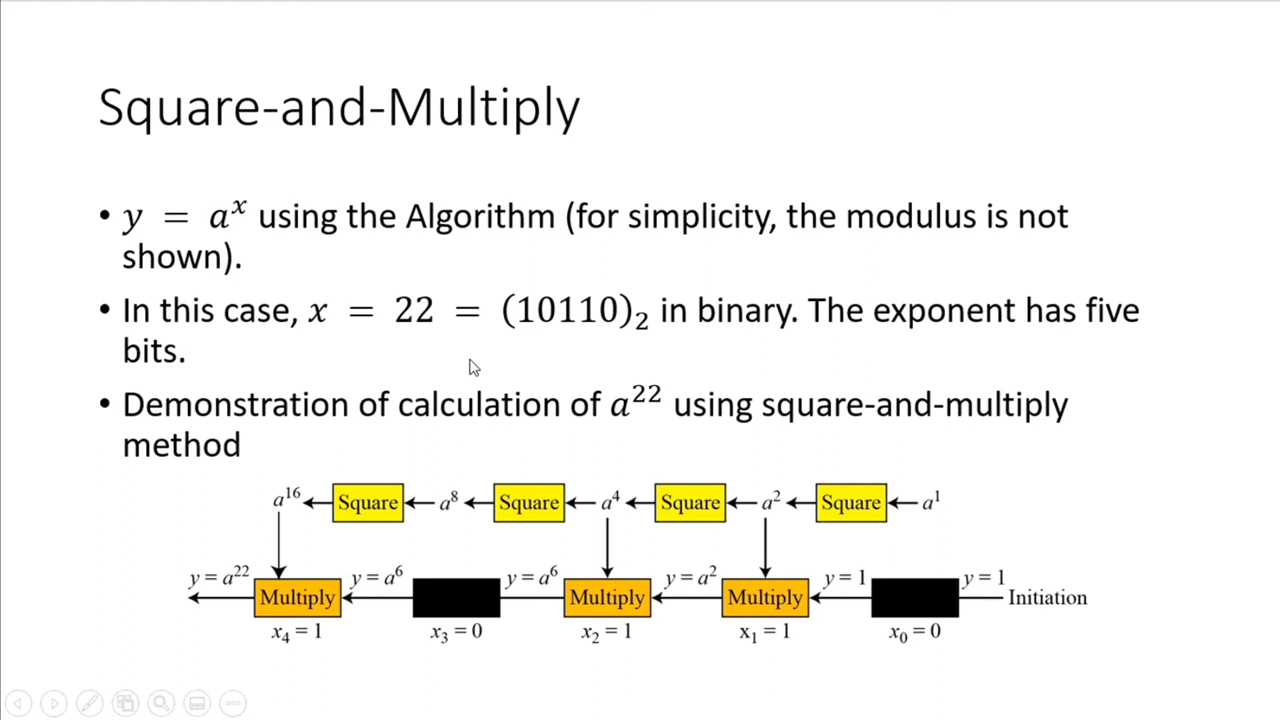 Square-and-Multiply
• y = aˣ using the Algorithm (for simplicity, the modulus is not
shown).
• In this case, x = 22 = (10110)₂ in binary. The exponent has five
bits.
• Demonstration of calculation of a²² using square-and-multiply
method
a¹⁶ Square a⁸ Square a⁴ Square a² Square a¹
y = a²² y = a⁶ y = a⁶ y = a² y = 1 y = 1
Multiply Multiply Multiply Initiation
x₄ = 1 x₃ = 0 x₂ = 1 x₁ = 1 x₀ = 0